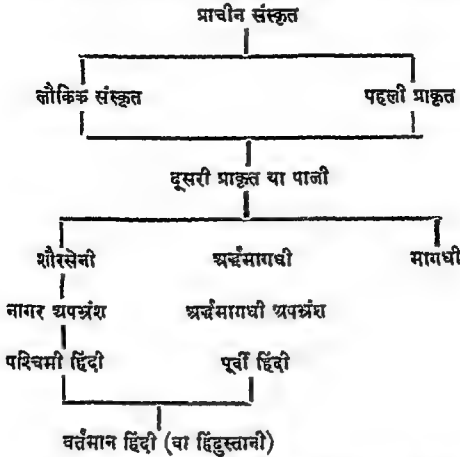 प्राचीन संस्कृत
लौकिक संस्कृत पहली प्राकृत
दूसरी प्राकृत या पाली
शौरसेनी अर्द्धमागधी मागधी
नागर अपभ्रंश अर्द्धमागधी अपभ्रंश
पश्चिमी हिंदी पूर्वी हिंदी
वर्तमान हिंदी (वा हिंदुस्तानी)